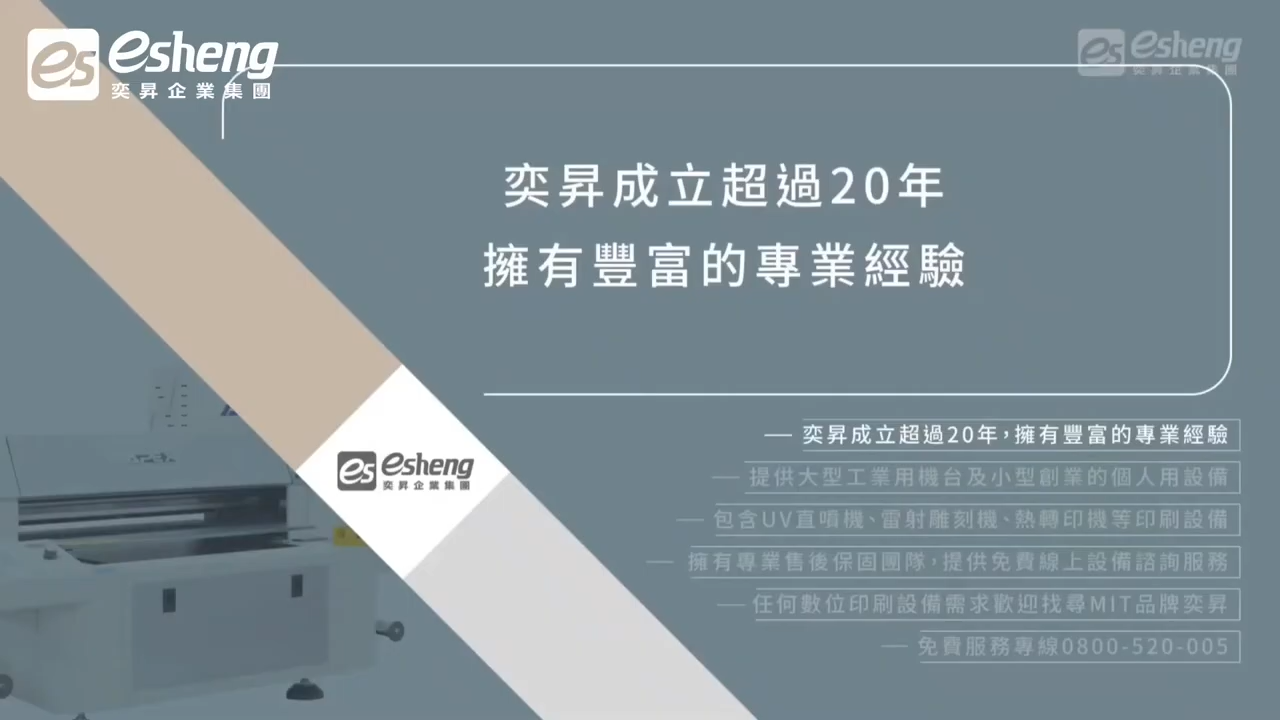 es esheng
奕昇企業集團
es esheng
奕昇企業集團
奕昇成立超過20年
擁有豐富的專業經驗
APEX
es esheng
奕昇企業集團
奕昇成立超過20年,擁有豐富的專業經驗
提供大型工業用機台及小型創業的個人用設備
包含UV直噴機、雷射雕刻機、熱轉印機等印刷設備
擁有專業售後保固團隊,提供免費線上設備諮詢服務
任何數位印刷設備需求歡迎找尋MIT品牌奕昇
免費服務專線0800-520-005